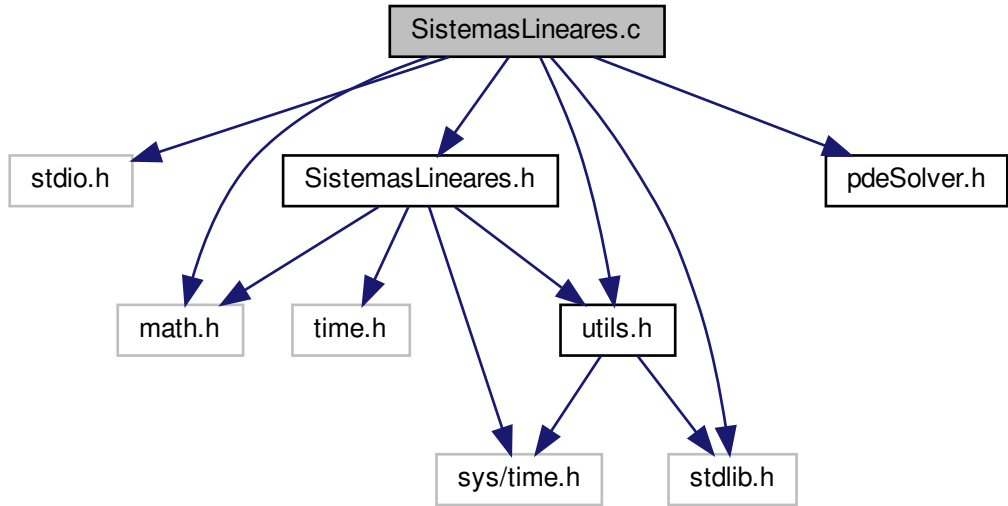 SistemasLineares.c
stdio.h
SistemasLineares.h
pdeSolver.h
math.h
time.h
utils.h
sys/time.h
stdlib.h